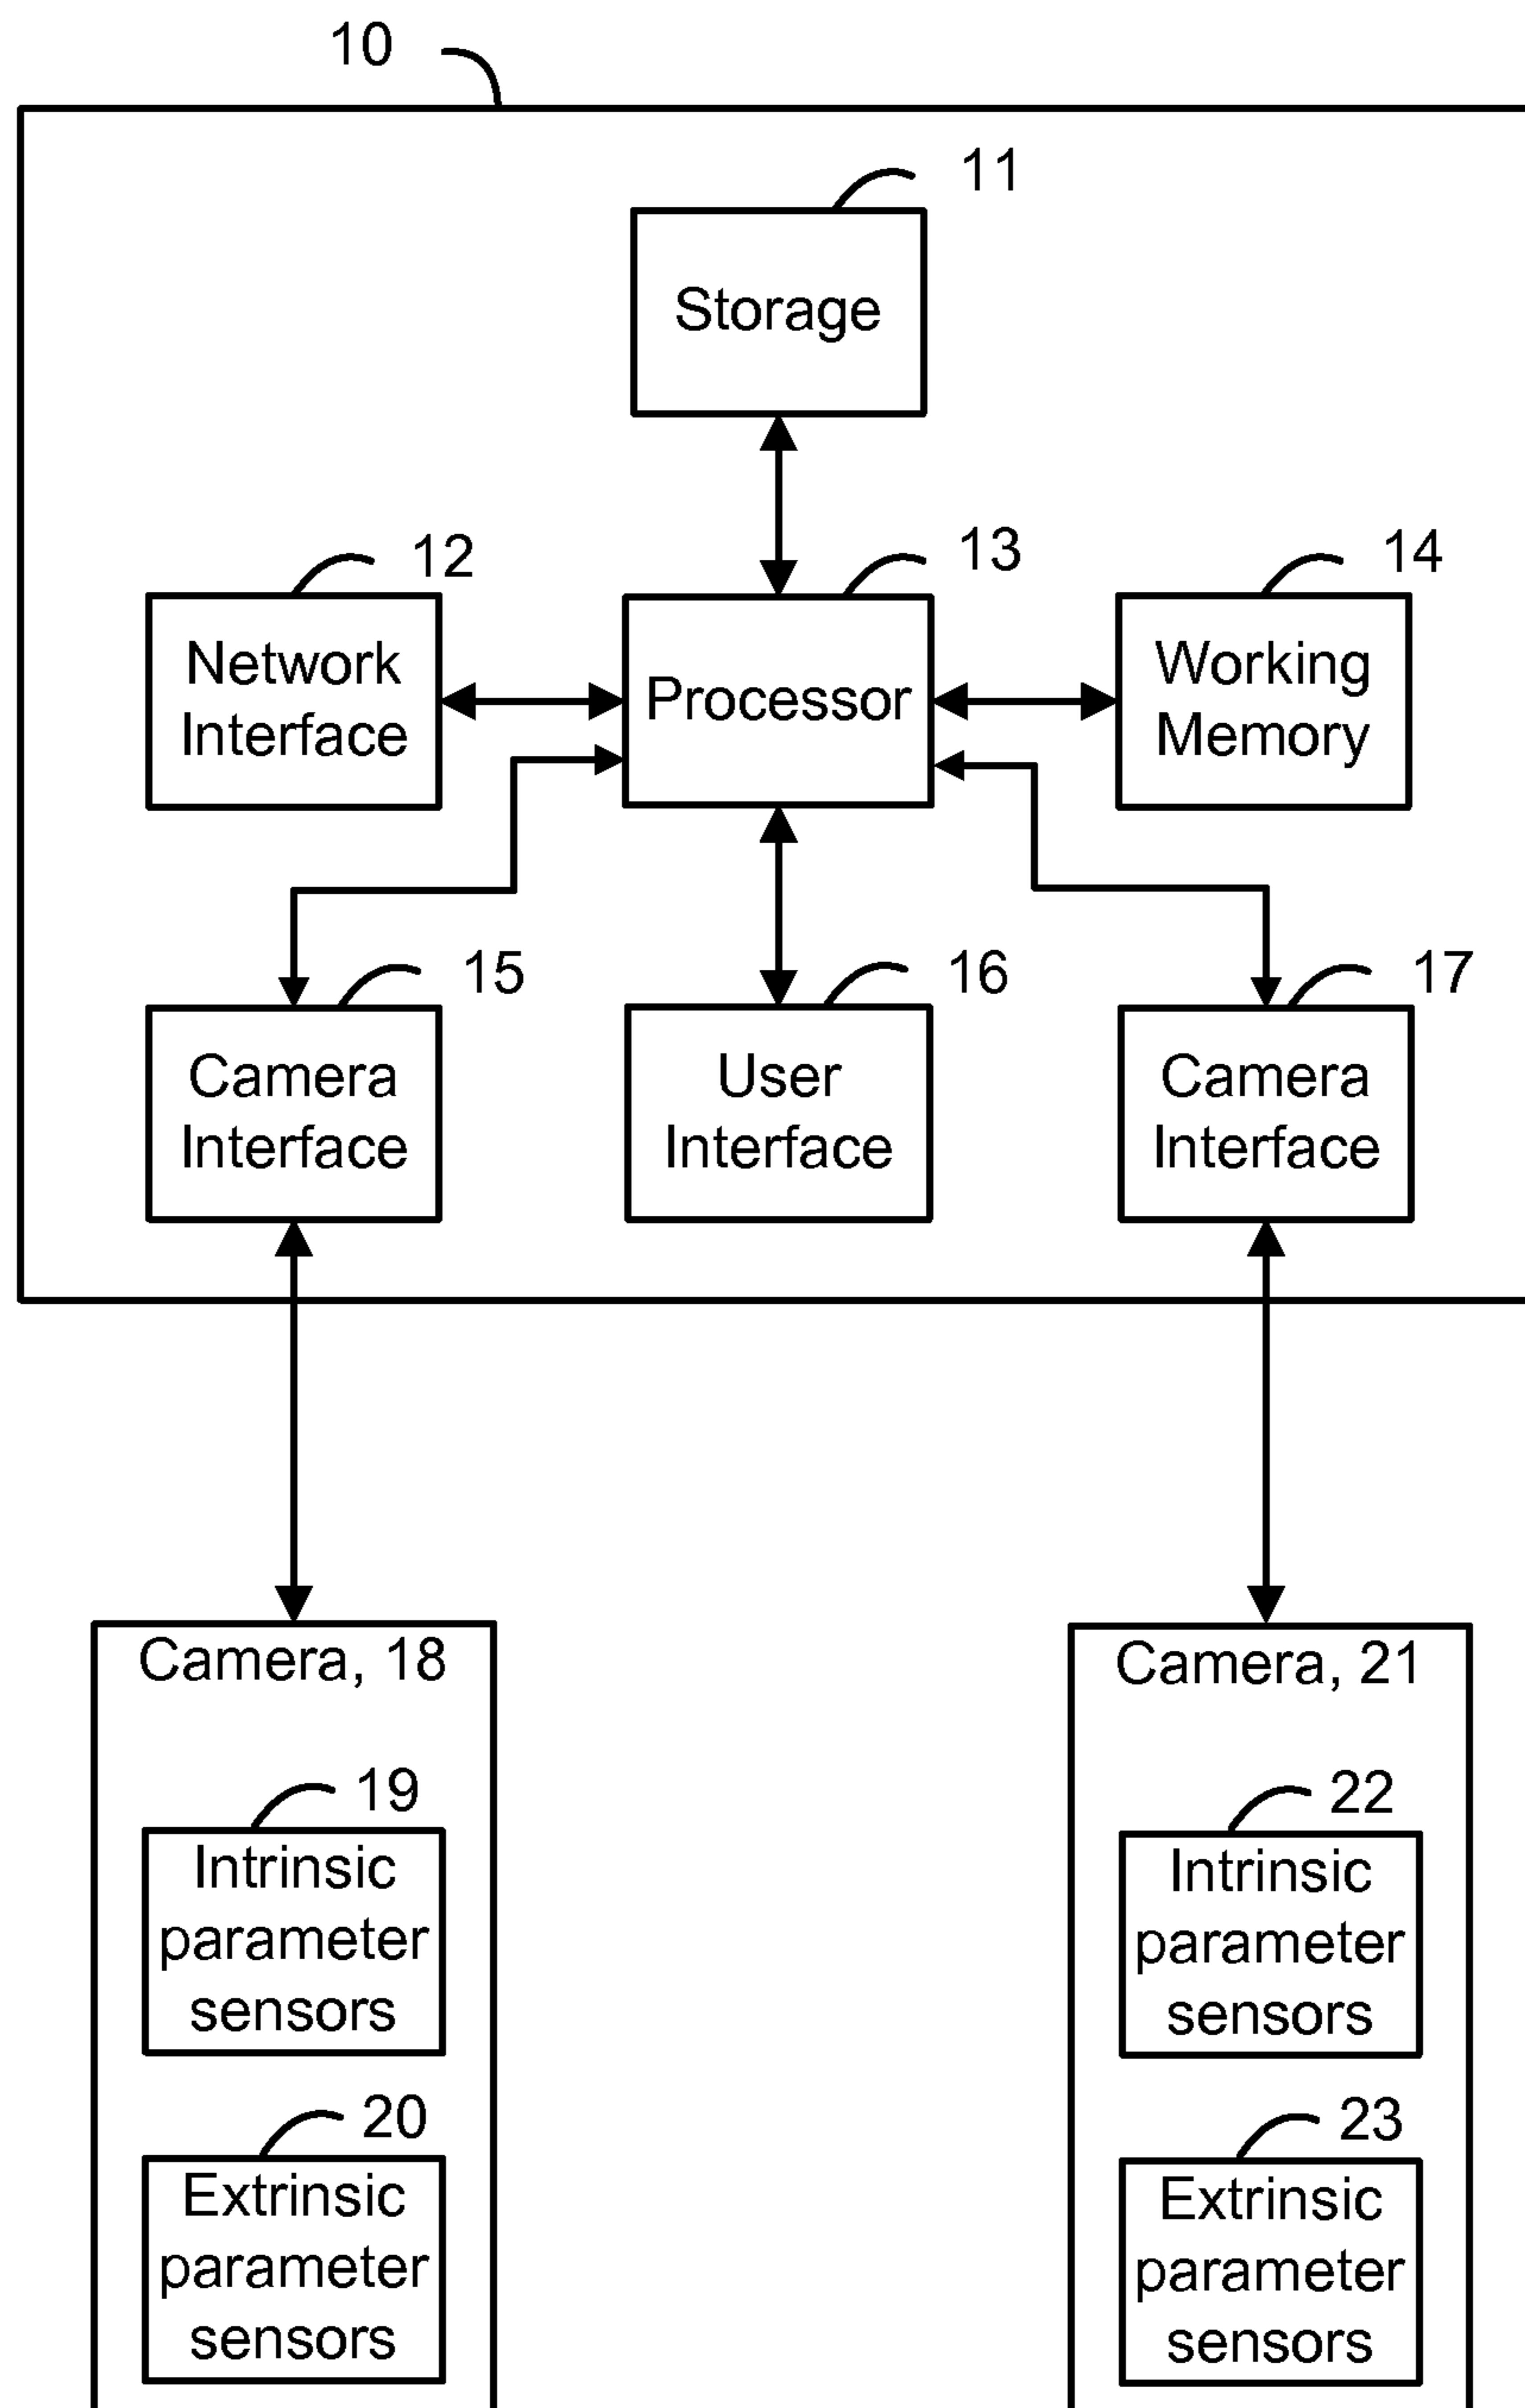 10
11
Storage
12
13
14
Network
Interface
Processor
Working
Memory
15
16
17
Camera
Interface
User
Interface
Camera
Interface
Camera, 18
Camera, 21
19
Intrinsic
parameter
sensors
22
Intrinsic
parameter
sensors
20
Extrinsic
parameter
sensors
23
Extrinsic
parameter
sensors